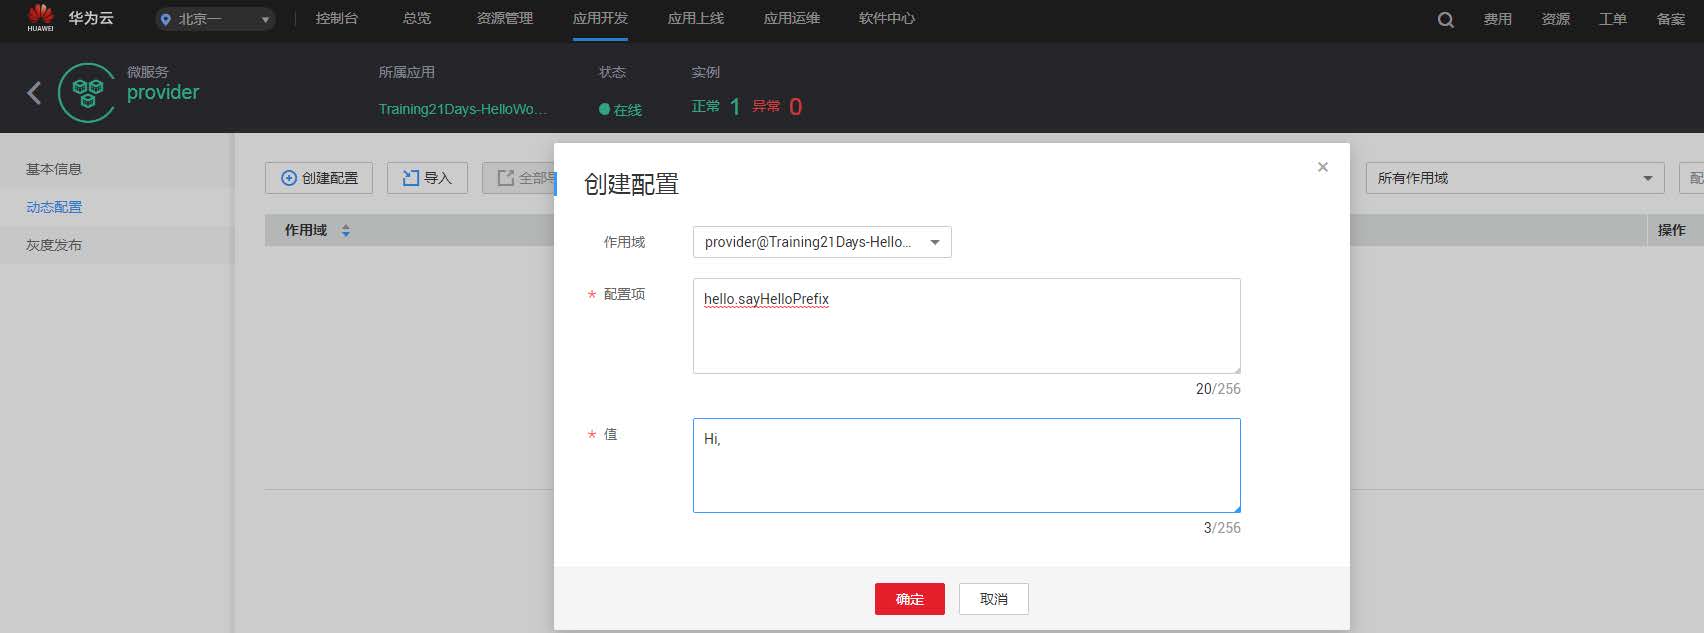 HUAWEI 华为云 北京一 控制台 总览 资源管理 应用开发 应用上线 应用运维 软件中心 费用 资源 工单 备案
微服务 所属应用 状态 实例
provider Training21Days-HelloWo... 在线 正常 1 异常 0
基本信息
动态配置
灰度发布
创建配置 导入 全部导 所有作用域 配
作用域 操作
创建配置 ×
作用域 provider@Training21Days-Hello...
* 配置项 hello.sayHelloPrefix
20/256
* 值 Hi,
3/256
确定 取消